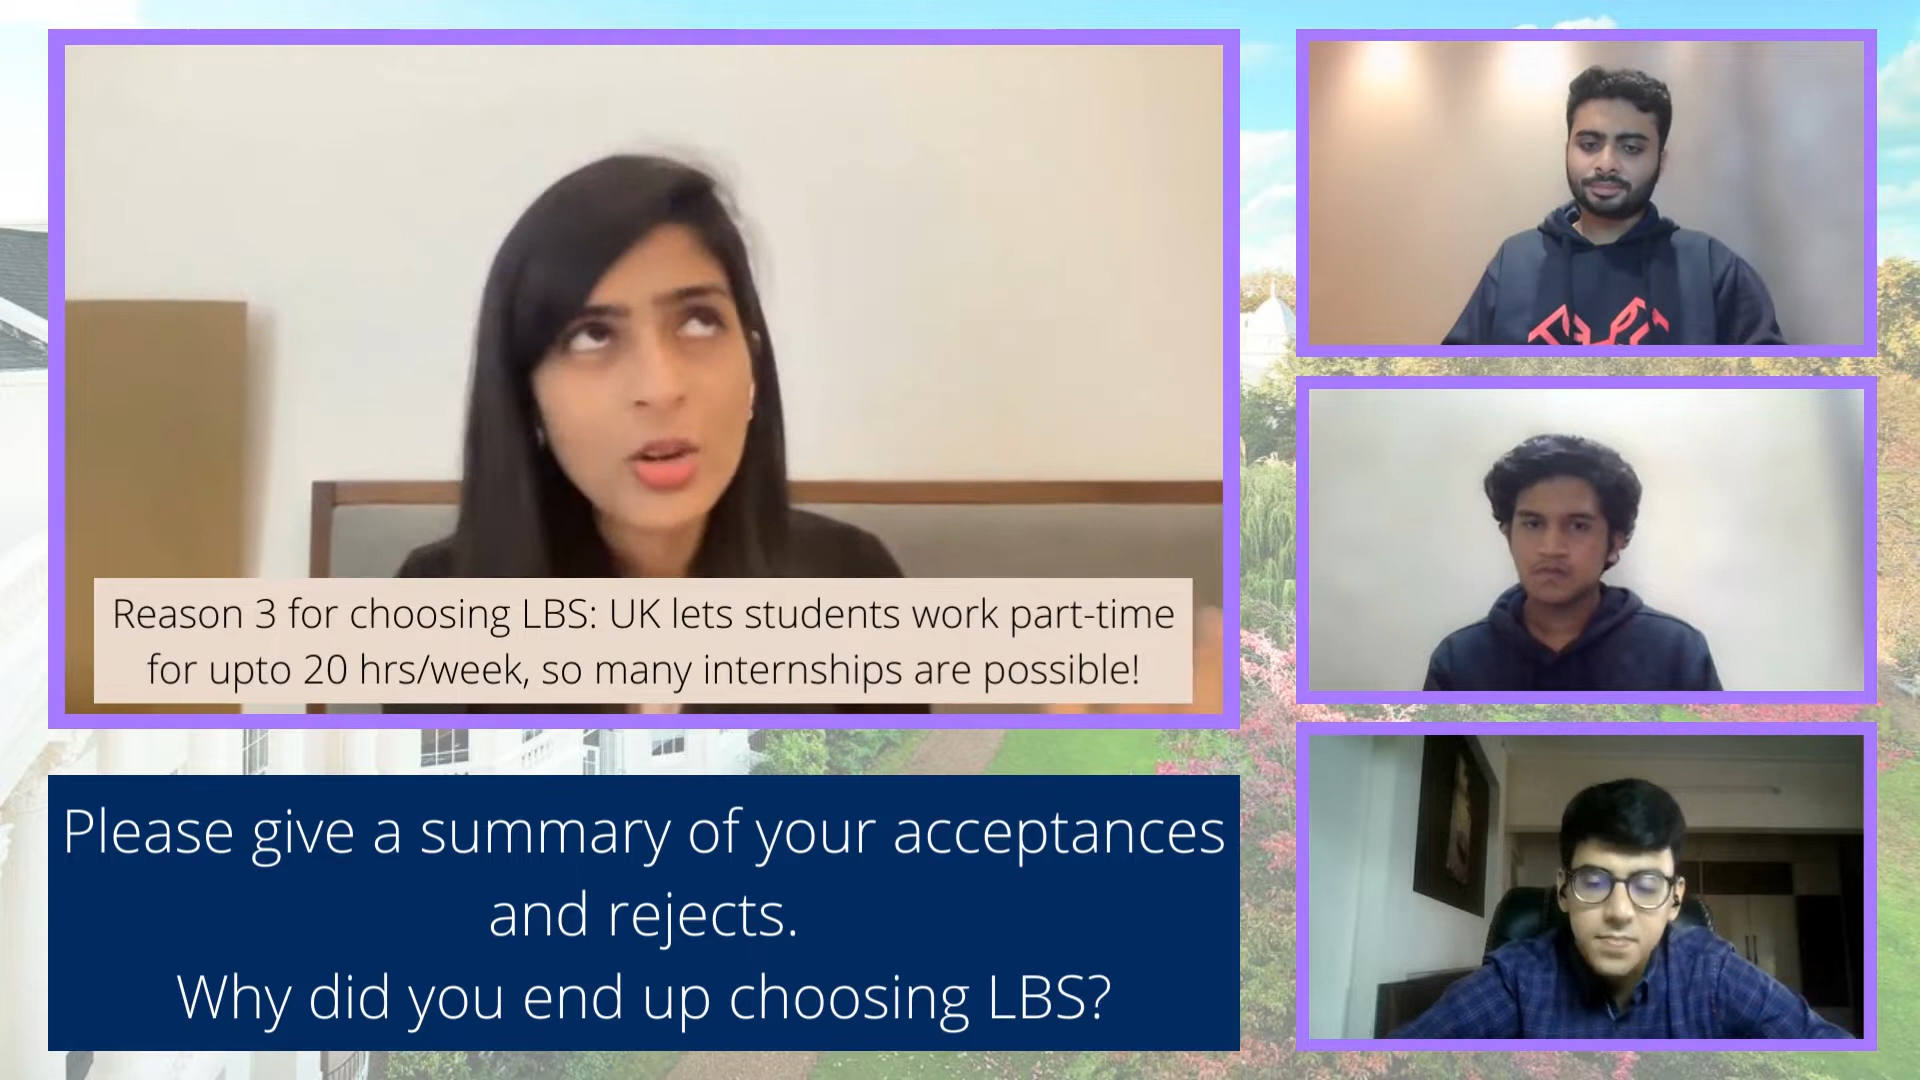 Reason 3 for choosing LBS: UK lets students work part-time
for upto 20 hrs/week, so many internships are possible!
Please give a summary of your acceptances
and rejects.
Why did you end up choosing LBS?